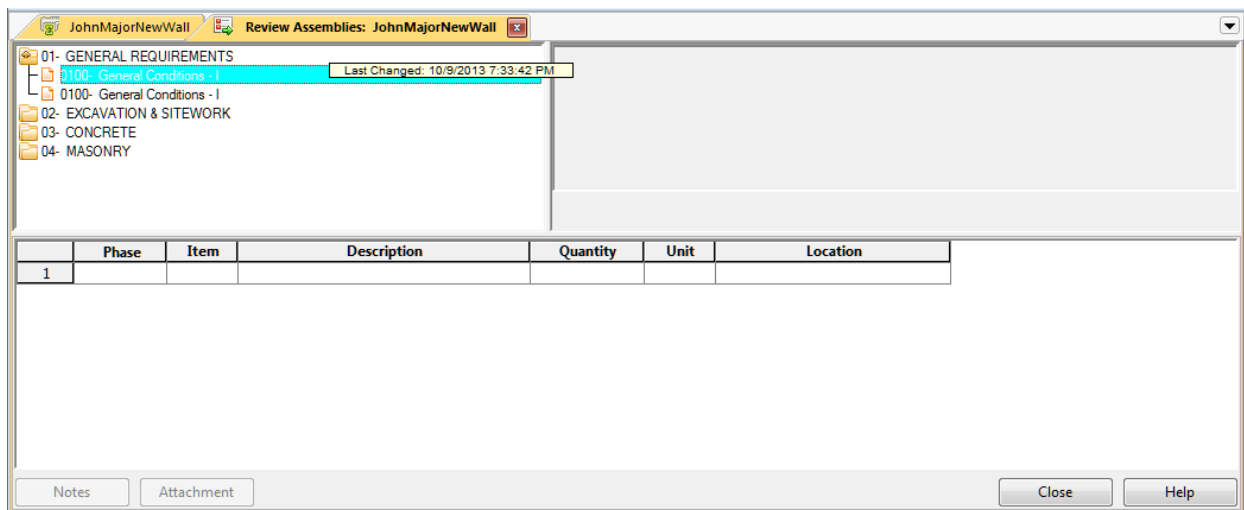 JohnMajorNewWall Review Assemblies: JohnMajorNewWall
01- GENERAL REQUIREMENTS
Last Changed: 10/9/2013 7:33:42 PM
0100- General Conditions - I
0100- General Conditions - I
02- EXCAVATION & SITEWORK
03- CONCRETE
04- MASONRY
Phase Item Description Quantity Unit Location
1
Notes Attachment Close Help